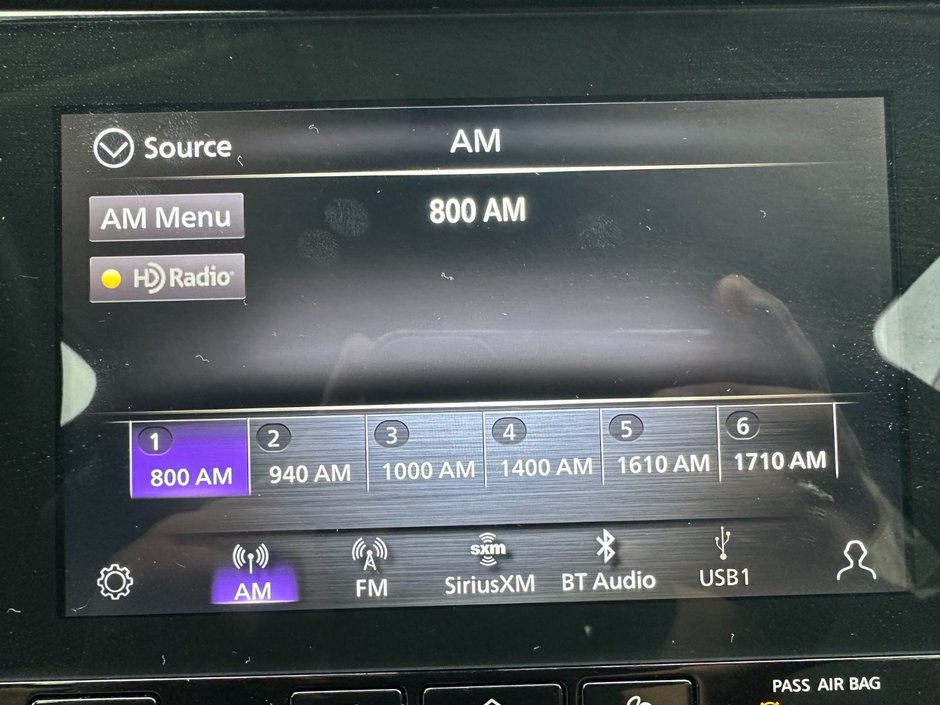 Source
AM
AM Menu
800 AM
HD Radio
1 2 3 4 5 6
800 AM 940 AM 1000 AM 1400 AM 1610 AM 1710 AM
sxm
AM FM SiriusXM BT Audio USB1
PASS AIR BAG